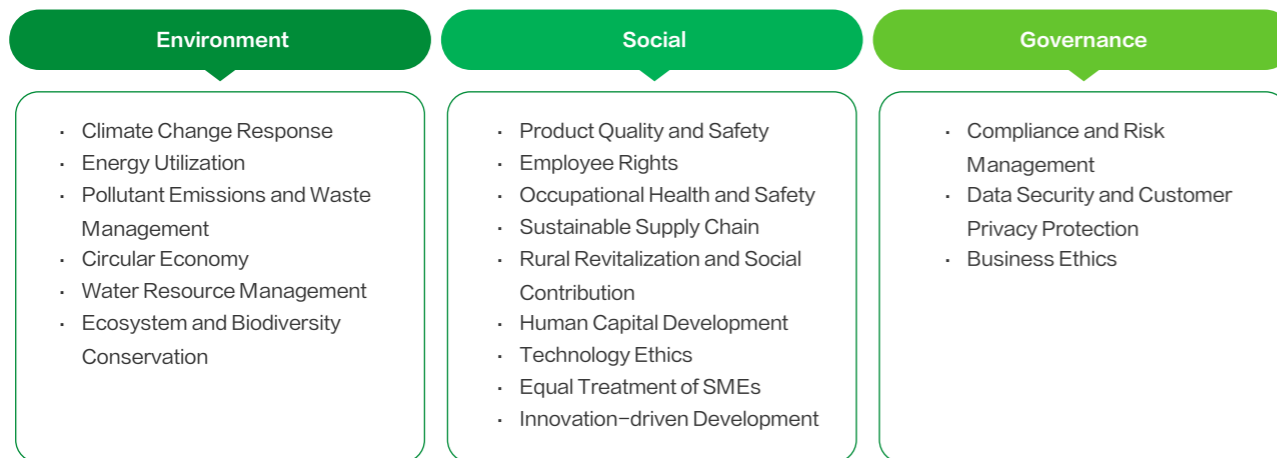 Environment
· Climate Change Response
· Energy Utilization
· Pollutant Emissions and Waste
Management
· Circular Economy
· Water Resource Management
· Ecosystem and Biodiversity
Conservation
Social
· Product Quality and Safety
· Employee Rights
· Occupational Health and Safety
· Sustainable Supply Chain
· Rural Revitalization and Social
Contribution
· Human Capital Development
· Technology Ethics
· Equal Treatment of SMEs
· Innovation-driven Development
Governance
· Compliance and Risk
Management
· Data Security and Customer
Privacy Protection
· Business Ethics